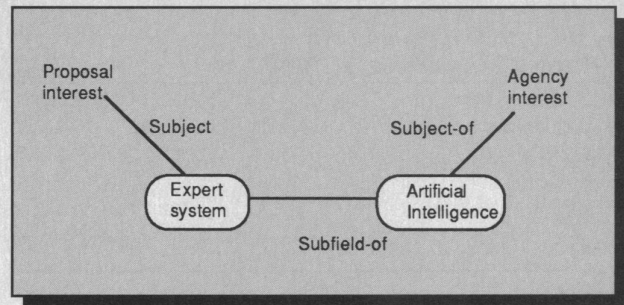 Proposal
interest
Agency
interest
Subject
Subject-of
Expert
system
Artificial
Intelligence
Subfield-of